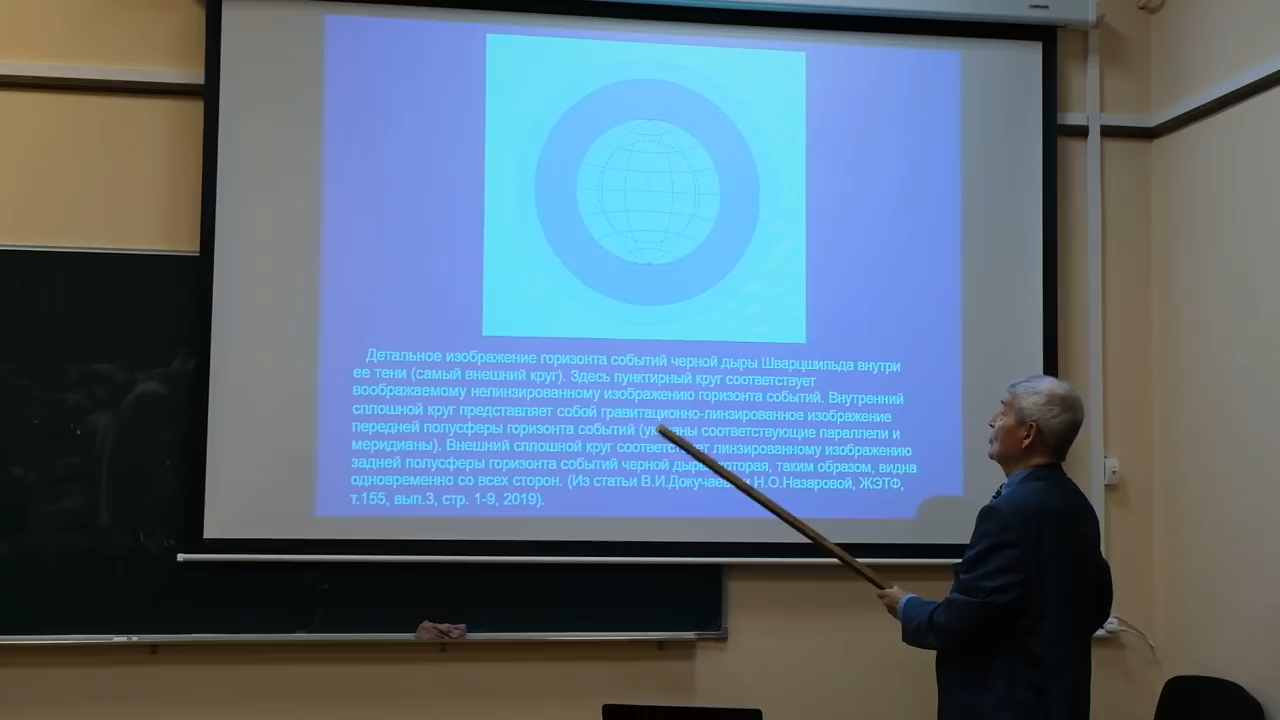 Детальное изображение горизонта событий черной дыры Шварцшильда внутри
ее тени (самый внешний круг). Здесь пунктирный круг соответствует
воображаемому нелинзированному изображению горизонта событий. Внутренний
сплошной круг представляет собой гравитационно-линзированное изображение
передней полусферы горизонта событий (указаны соответствующие параллели и
меридианы). Внешний сплошной круг соответствует линзированному изображению
задней полусферы горизонта событий черной дыры, которая, таким образом, видна
одновременно со всех сторон. (Из статьи В.И.Докучаева и Н.О.Назаровой, ЖЭТФ,
т.155, вып.3, стр. 1-9, 2019).